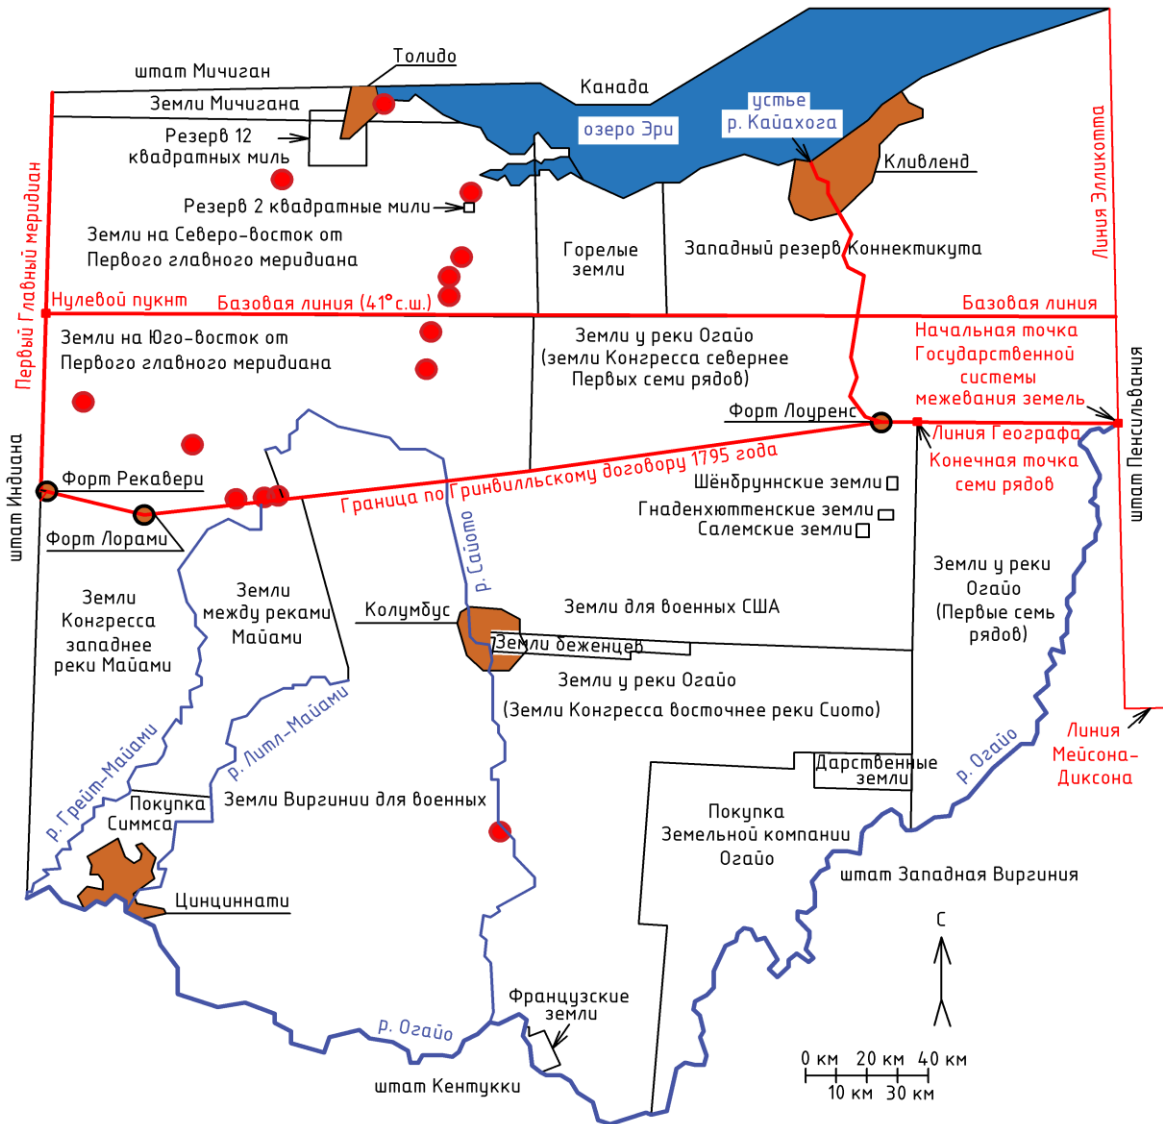 Толидо
штат Мичиган
Канада
Земли Мичигана
устье
р. Кайахога
озеро Эри
Резерв 12
квадратных миль
Кливленд
Линия Элликотта
Резерв 2 квадратные мили
Первый Главный меридиан
Земли на Северо-восток от
Первого главного меридиана
Горелые
земли
Западный резерв Коннектикута
Нулевой пукнт
Базовая линия (41°с.ш.)
Базовая линия
Земли на Юго-восток от
Первого главного меридиана
Земли у реки Огайо
(земли Конгресса севернее
Первых семи рядов)
Начальная точка
Государственной
системы
межевания земель
штат Пенсильвания
Форт Лоуренс
Линия Географа
Конечная точка
семи рядов
Форт Рекавери
Граница по Гринвилльскому договору 1795 года
Шёнбруннские земли
Гнаденхюттенские земли
Салемские земли
штат Индиана
Форт Лорами
р. Сайото
Земли
Конгресса
западнее
реки Майами
Земли
между реками
Майами
Колумбус
Земли для военных США
Земли у реки
Огайо
(Первые семь
рядов)
Земли беженцев
Земли у реки Огайо
(Земли Конгресса восточнее реки Сиото)
р. Грейт-Майами
р. Литл-Майами
р. Огайо
Линия
Мейсона-
Диксона
Дарственные
земли
Покупка
Симмса
Земли Виргинии для военных
Покупка
Земельной компании
Огайо
штат Западная Виргиния
Цинциннати
С
Французские
земли
р. Огайо
штат Кентукки
0 км 20 км 40 км
10 км 30 км